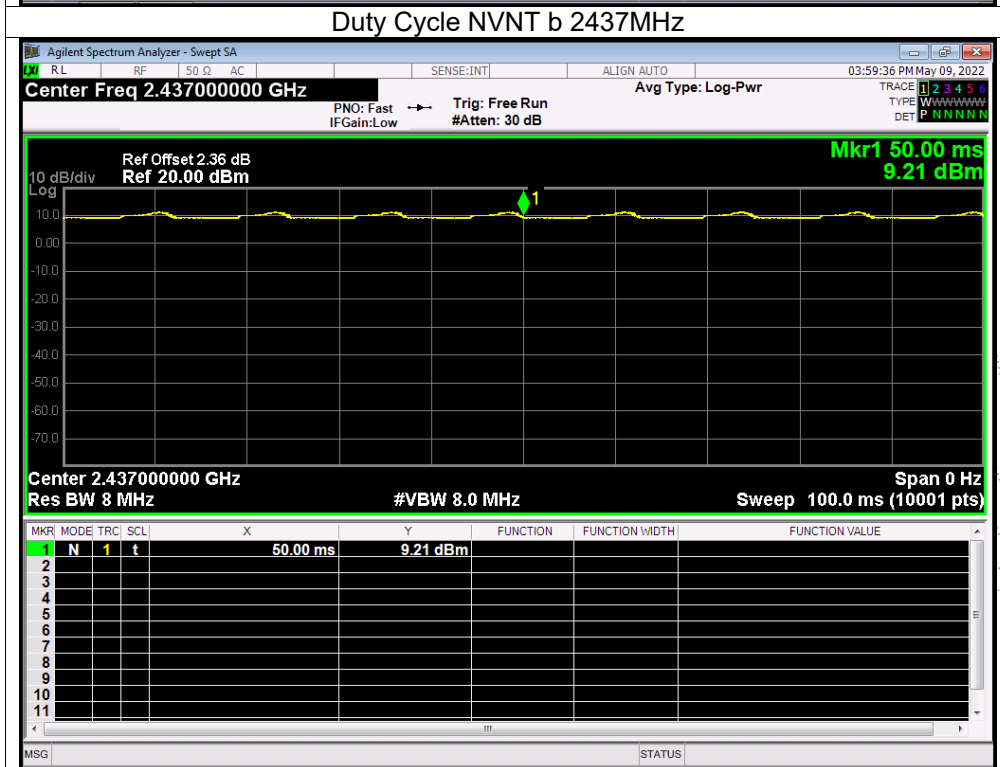 Duty Cycle NVNT b 2437MHz
Agilent Spectrum Analyzer - Swept SA
LXI RL RF 50 Ω AC SENSE:INT ALIGN AUTO 03:59:36 PM May 09, 2022
Center Freq 2.437000000 GHz Avg Type: Log-Pwr TRACE 1 2 3 4 5 6
PNO: Fast Trig: Free Run TYPE WWWWWW
IFGain:Low #Atten: 30 dB DET P N N N N N
Mkr1 50.00 ms
Ref Offset 2.36 dB
10 dB/div Ref 20.00 dBm 9.21 dBm
Log
1
10.0
0.00
-10.0
-20.0
-30.0
-40.0
-50.0
-60.0
-70.0
Center 2.437000000 GHz Span 0 Hz
Res BW 8 MHz #VBW 8.0 MHz Sweep 100.0 ms (10001 pts)
MKR MODE TRC SCL X Y FUNCTION FUNCTION WIDTH FUNCTION VALUE
1 N 1 t 50.00 ms 9.21 dBm
2
3
4
5
6
7
8
9
10
11
MSG STATUS